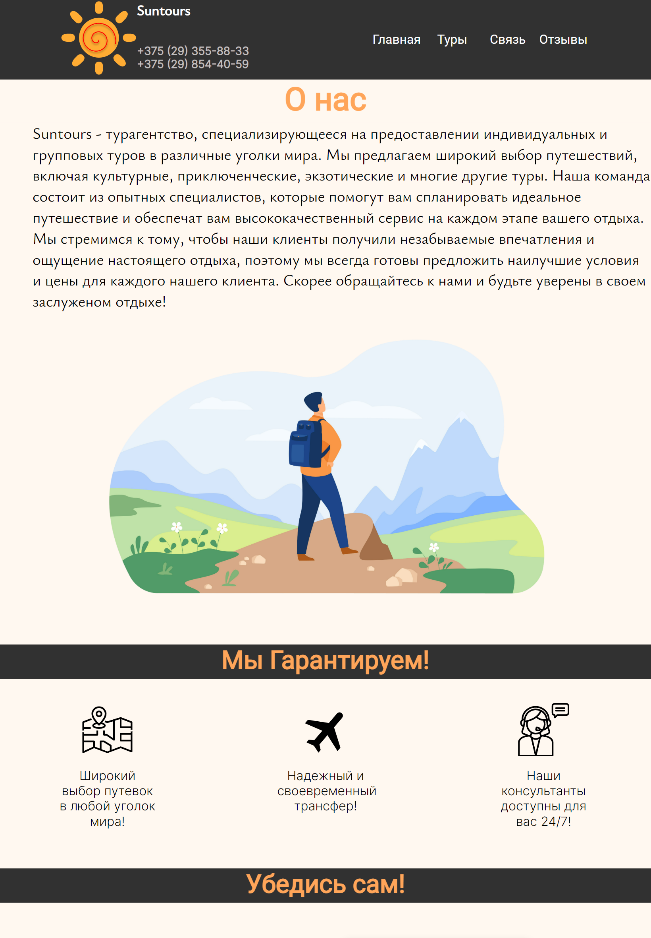 Suntours
+375 (29) 355-88-33
+375 (29) 854-40-59
Главная Туры Связь Отзывы
О нас
Suntours - турагентство, специализирующееся на предоставлении индивидуальных и
групповых туров в различные уголки мира. Мы предлагаем широкий выбор путешествий,
включая культурные, приключенческие, экзотические и многие другие туры. Наша команда
состоит из опытных специалистов, которые помогут вам спланировать идеальное
путешествие и обеспечат вам высококачественный сервис на каждом этапе вашего отдыха.
Мы стремимся к тому, чтобы наши клиенты получили незабываемые впечатления и
ощущение настоящего отдыха, поэтому мы всегда готовы предложить наилучшие условия
и цены для каждого нашего клиента. Скорее обращайтесь к нами и будьте уверены в своем
заслуженом отдыхе!
Мы Гарантируем!
Широкий
выбор путевок
в любой уголок
мира!
Надежный и
своевременный
трансфер!
Наши
консультанты
доступны для
вас 24/7!
Убедись сам!